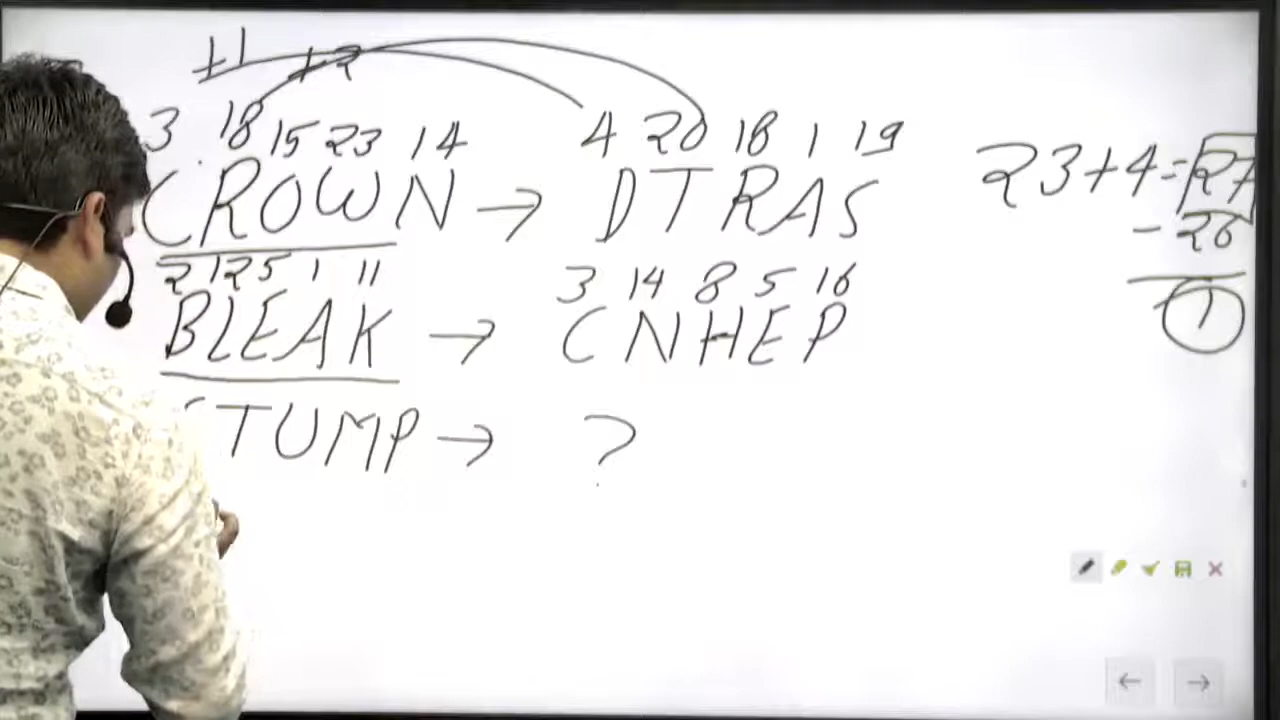 +1 +2
3 18 15 23 14 4 20 18 1 19
CROWN → DTRAS
2 12 5 1 11 3 14 8 5 16
BLEAK → CNHEP
TUMP → ?
23+4=27
- 26
1